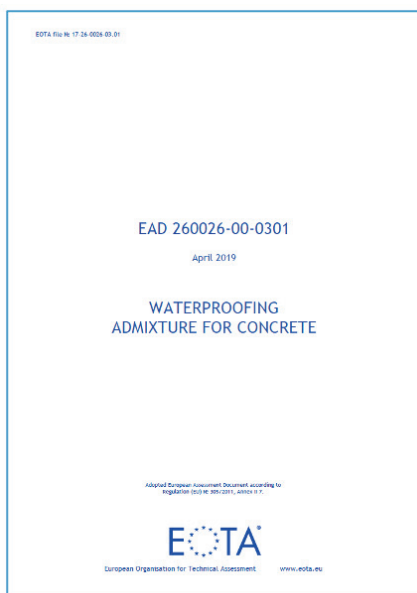 EOTA file № 17-26-0026-03.01
EAD 260026-00-0301
April 2019
WATERPROOFING
ADMIXTURE FOR CONCRETE
Adopted European Assessment Document according to
Regulation (EU) № 305/2011, Annex II 7.
EOTA®
European Organisation for Technical Assessment www.eota.eu